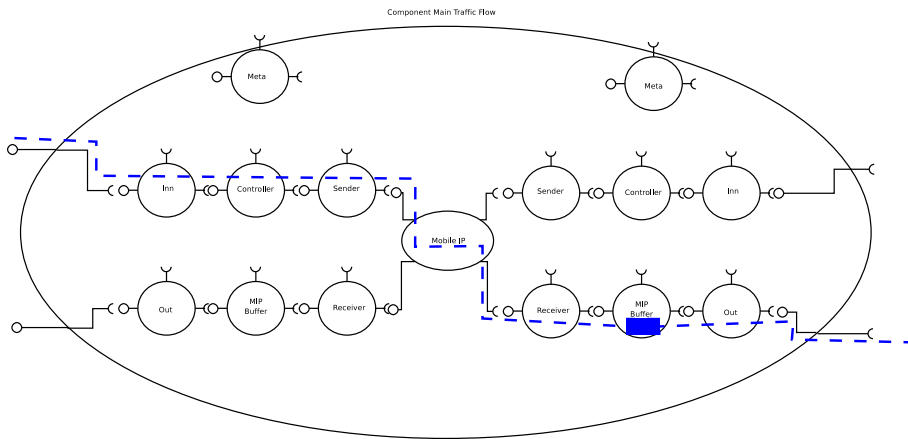 Component Main Traffic Flow
Meta
Meta
Inn
Controller
Sender
Sender
Controller
Inn
Mobile IP
Out
MIP
Buffer
Receiver
Receiver
MIP
Buffer
Out